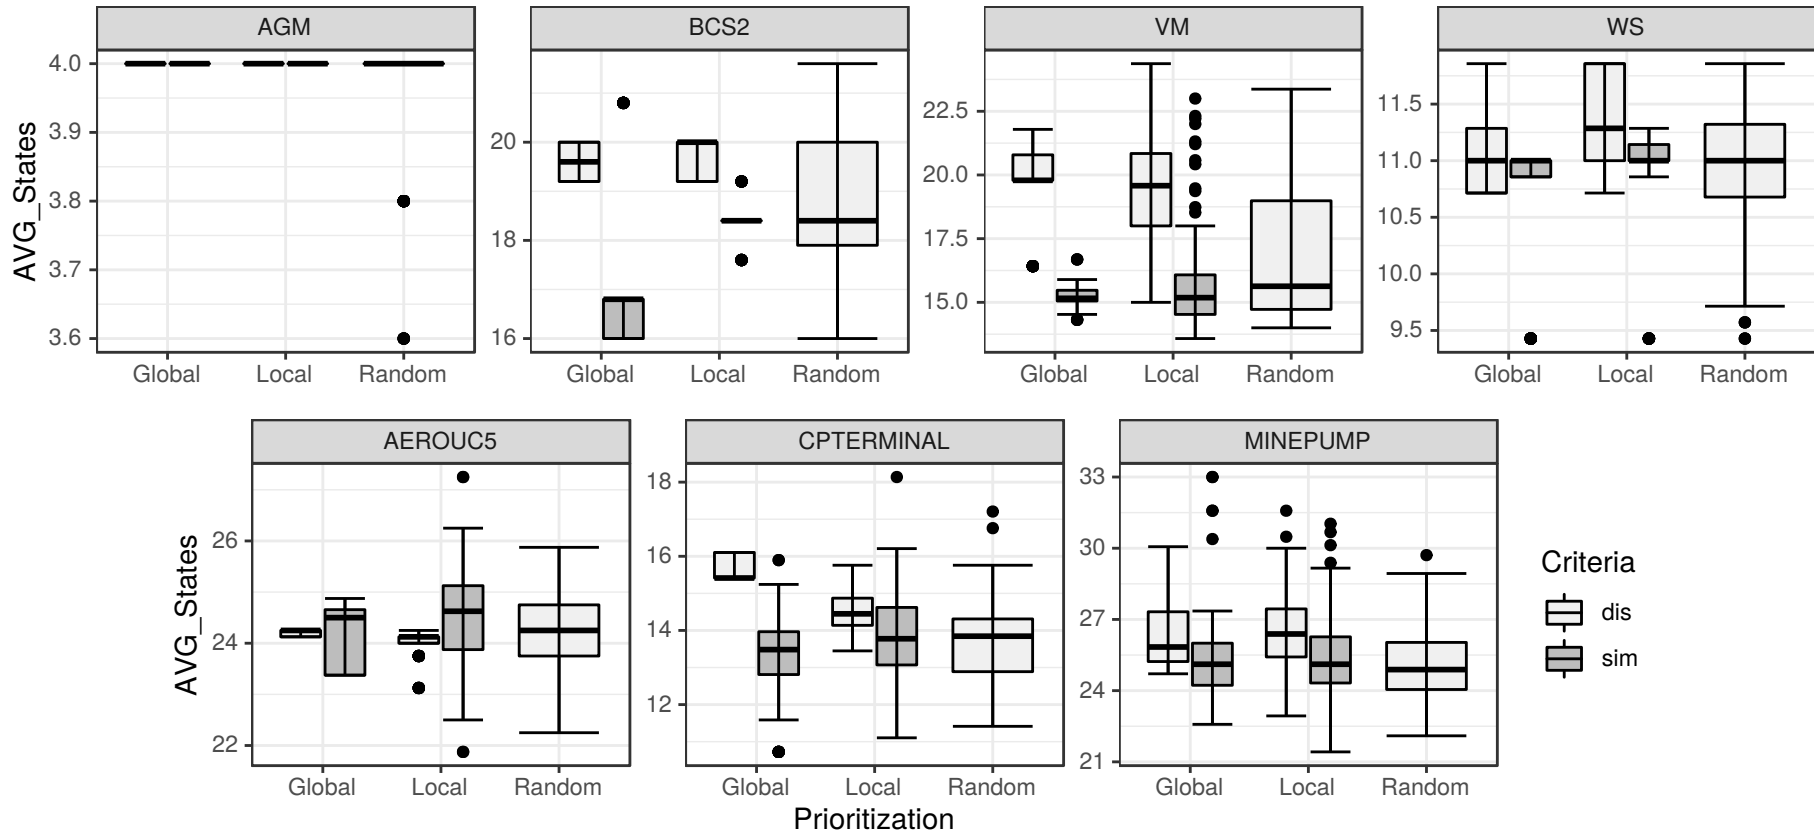 AGM BCS2 VM WS
AVG_States
4.0
3.9
3.8
3.7
3.6
20
18
16
22.5
20.0
17.5
15.0
11.5
11.0
10.5
10.0
9.5
Global Local Random Global Local Random Global Local Random Global Local Random
AEROUC5 CPTERMINAL MINEPUMP
AVG_States
26
24
22
18
16
14
12
33
30
27
24
21
Global Local Random Global Local Random Global Local Random
Prioritization
Criteria
dis
sim